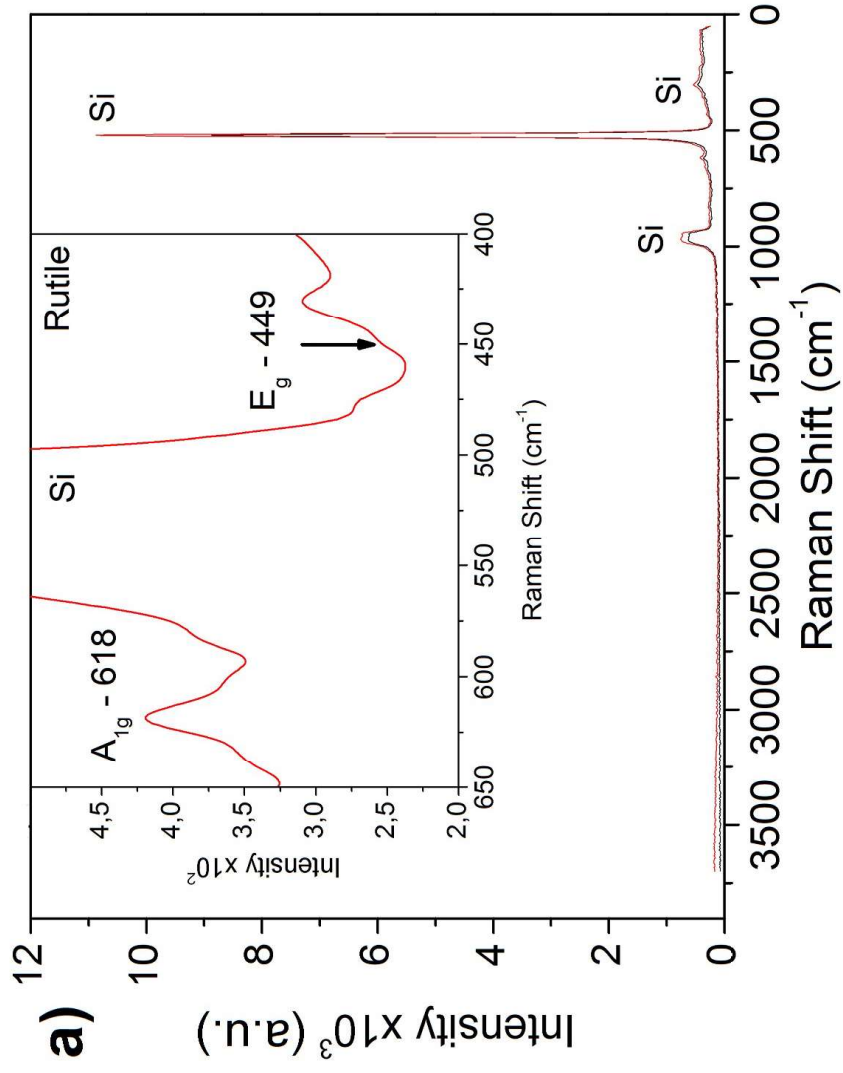 a)
Intensity x10³ (a.u.)
12
10
8
6
4
2
0
3500
3000
2500
2000
1500
1000
500
0
Raman Shift (cm⁻¹)
Si
Si
Si
Intensity x10²
4,5
4,0
3,5
3,0
2,5
2,0
650
600
550
500
450
400
Raman Shift (cm⁻¹)
A₁g - 618
Si
Eg - 449
Rutile